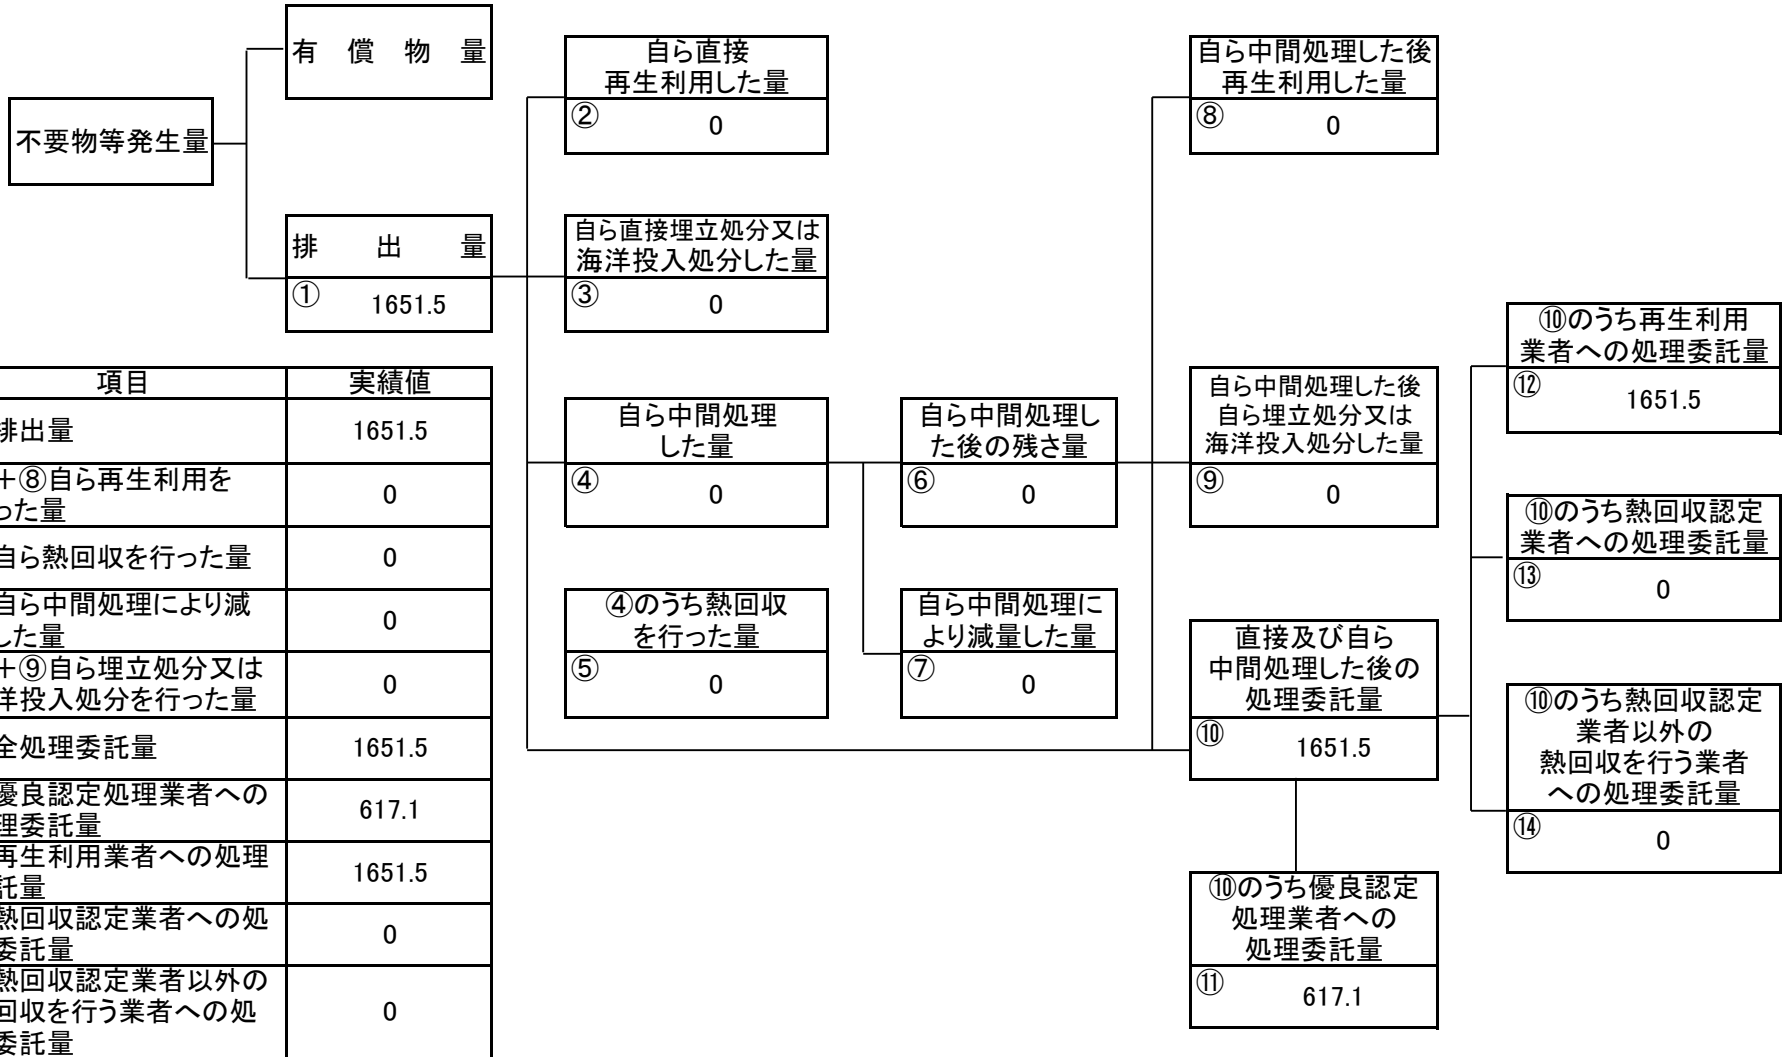 有償物量
不要物等発生量
排出量
① 1651.5
自ら直接
再生利用した量
② 0
自ら直接埋立処分又は
海洋投入処分した量
③ 0
自ら中間処理
した量
④ 0
④のうち熱回収
を行った量
⑤ 0
自ら中間処理し
た後の残さ量
⑥ 0
自ら中間処理に
より減量した量
⑦ 0
自ら中間処理した後
再生利用した量
⑧ 0
自ら中間処理した後
自ら埋立処分又は
海洋投入処分した量
⑨ 0
直接及び自ら
中間処理した後の
処理委託量
⑩ 1651.5
⑩のうち優良認定
処理業者への
処理委託量
⑪ 617.1
⑩のうち再生利用
業者への処理委託量
⑫ 1651.5
⑩のうち熱回収認定
業者への処理委託量
⑬ 0
⑩のうち熱回収認定
業者以外の
熱回収を行う業者
への処理委託量
⑭ 0
項目 実績値
排出量 1651.5
+⑧自ら再生利用を
った量 0
自ら熱回収を行った量 0
自ら中間処理により減
した量 0
+⑨自ら埋立処分又は
洋投入処分を行った量 0
全処理委託量 1651.5
優良認定処理業者への
理委託量 617.1
再生利用業者への処理
託量 1651.5
熱回収認定業者への処
委託量 0
熱回収認定業者以外の
回収を行う業者への処
委託量 0